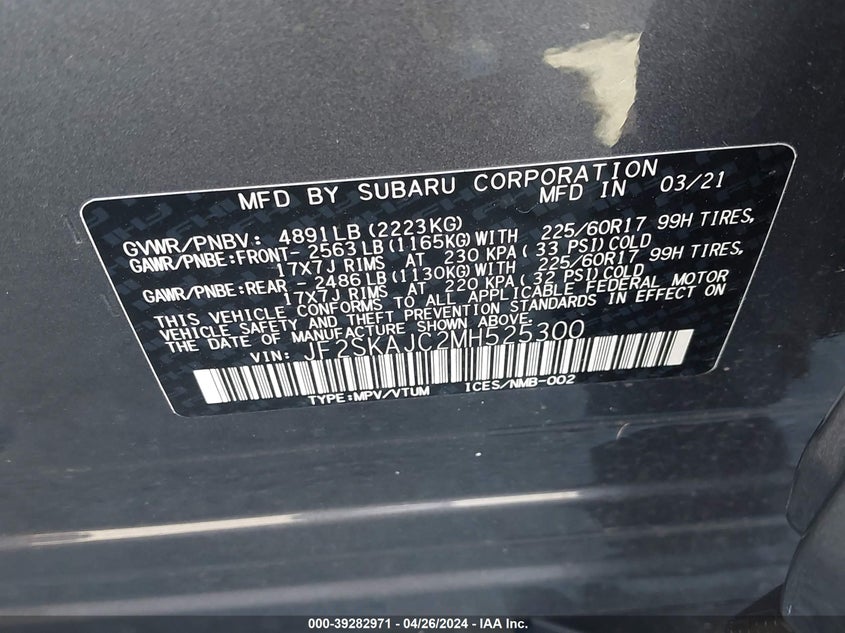 MFD BY SUBARU CORPORATION
MFD IN 03/21
GVWR/PNBV: 4891LB(2223KG)
GAWR/PNBE:FRONT- 2563LB(1165KG)WITH 225/60R17 99H TIRES,
17X7J RIMS AT 230 KPA( 33 PSI)COLD
GAWR/PNBE:REAR - 2486LB(1130KG)WITH 225/60R17 99H TIRES,
17X7J RIMS AT 220 KPA( 32 PSI)COLD
THIS VEHICLE CONFORMS TO ALL APPLICABLE FEDERAL MOTOR
VEHICLE SAFETY AND THEFT PREVENTION STANDARDS IN EFFECT ON
THE DATE OF MANUFACTURE SHOWN ABOVE.
VIN: JF2SKAJC2MH525300
TYPE:MPV/VTUM ICES/NMB-002
000-39282971 - 04/26/2024 - IAA Inc.